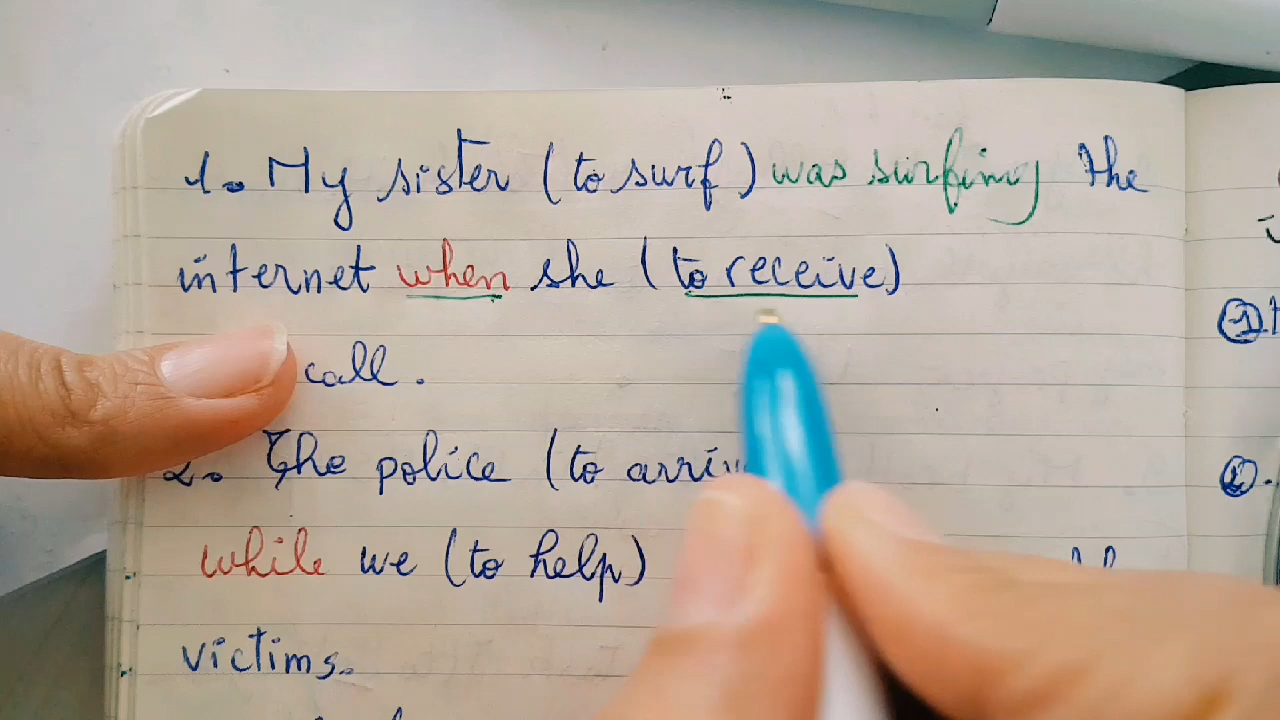 1. My sister (to surf) was surfing the
internet when she (to receive)
call.
2. The police (to
while we (to help)
victims.